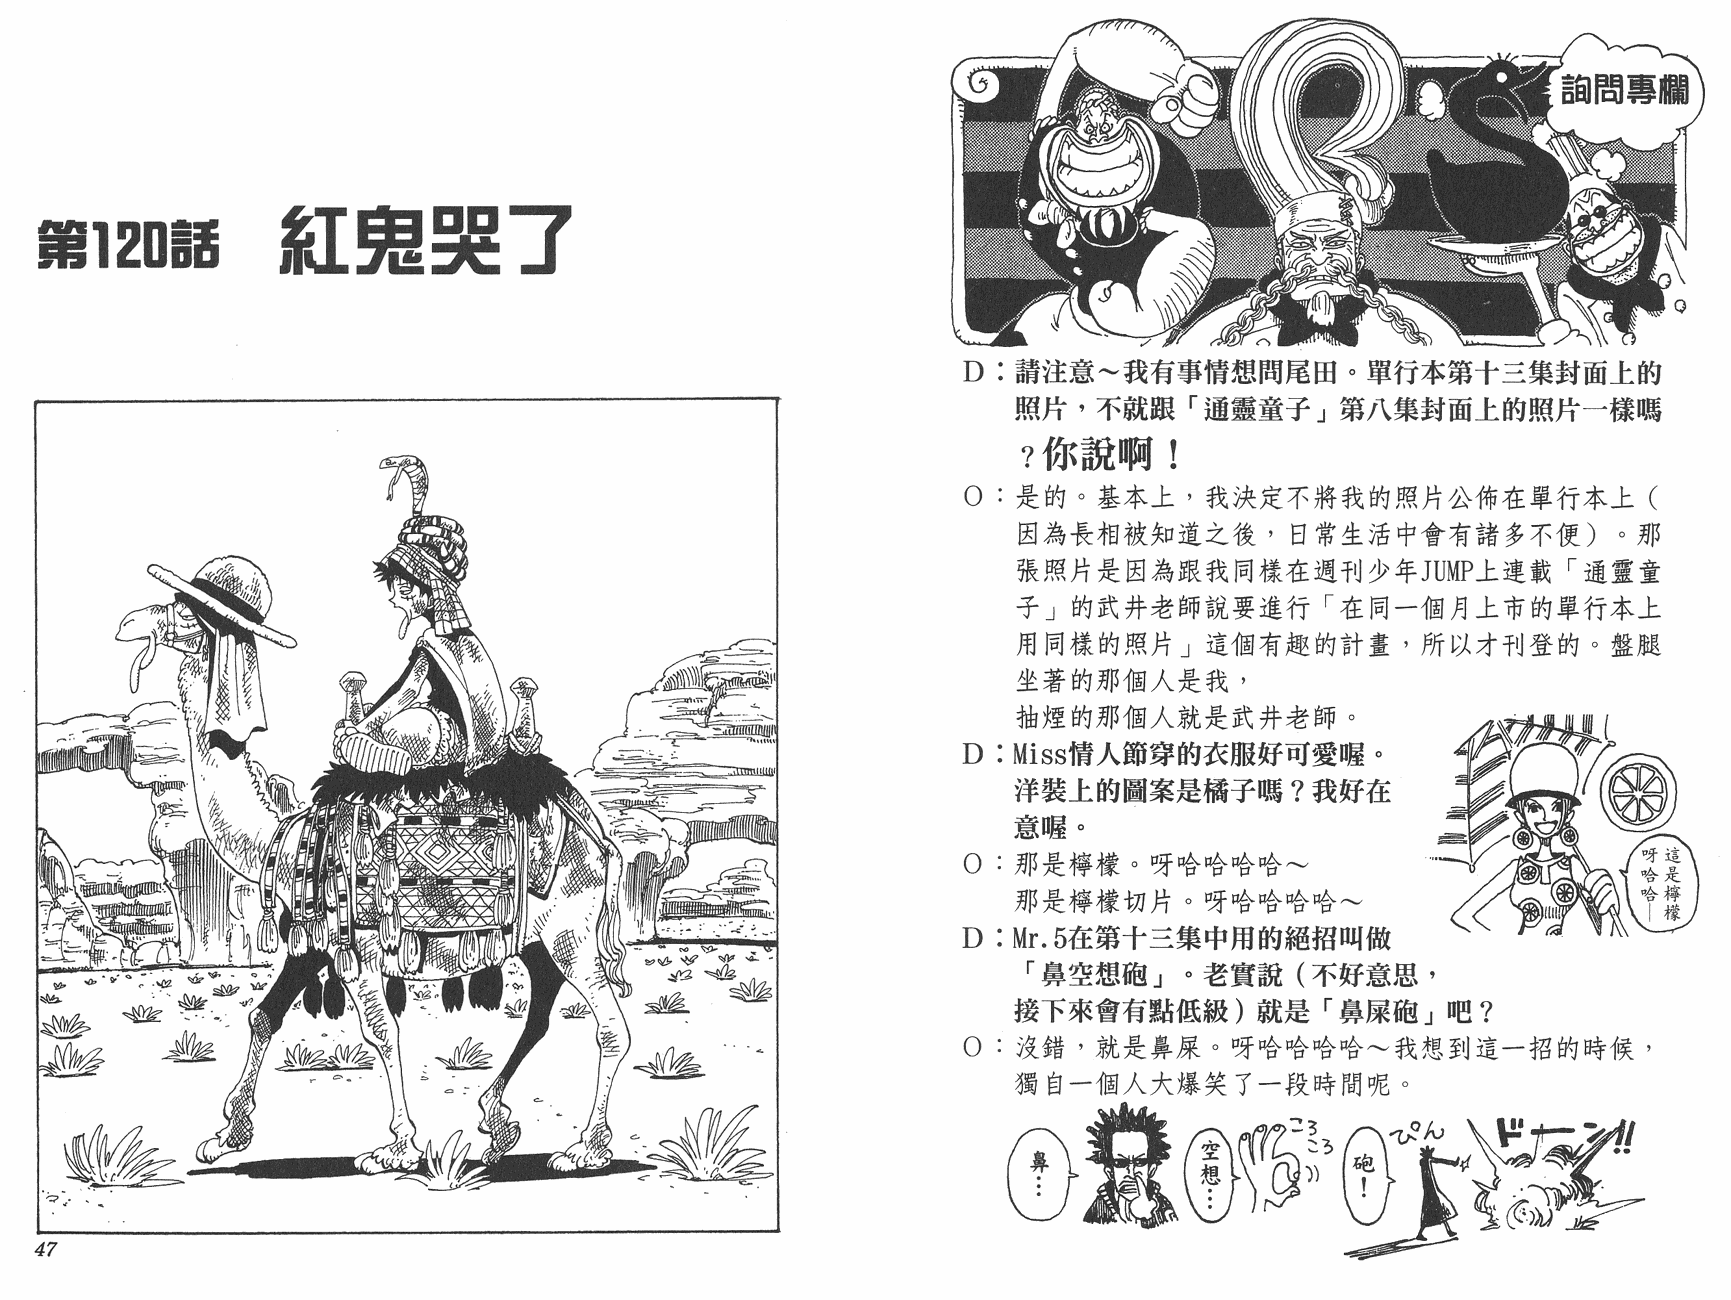 詢問專欄
D：請注意～我有事情想問尾田。單行本第十三集封面上的
照片，不就跟「通靈童子」第八集封面上的照片一樣嗎
？你說啊！
O：是的。基本上，我決定不將我的照片公佈在單行本上（
因為長相被知道之後，日常生活中會有諸多不便）。那
張照片是因為跟我同樣在週刊少年JUMP上連載「通靈童
子」的武井老師說要進行「在同一個月上市的單行本上
用同樣的照片」這個有趣的計畫，所以才刊登的。盤腿
坐著的那個人是我，
抽煙的那個人就是武井老師。
D：Miss情人節穿的衣服好可愛喔。
洋裝上的圖案是橘子嗎？我好在
意喔。
O：那是檸檬。呀哈哈哈哈～
那是檸檬切片。呀哈哈哈哈～
這是檸檬
呀哈哈—
D：Mr.5在第十三集中用的絕招叫做
「鼻空想砲」。老實說（不好意思，
接下來會有點低級）就是「鼻屎砲」吧？
O：沒錯，就是鼻屎。呀哈哈哈哈～我想到這一招的時候，
獨自一個人大爆笑了一段時間呢。
鼻…
空想…
ころ
ころ
砲！
ぴん
ドーン!!
第120話 紅鬼哭了
47